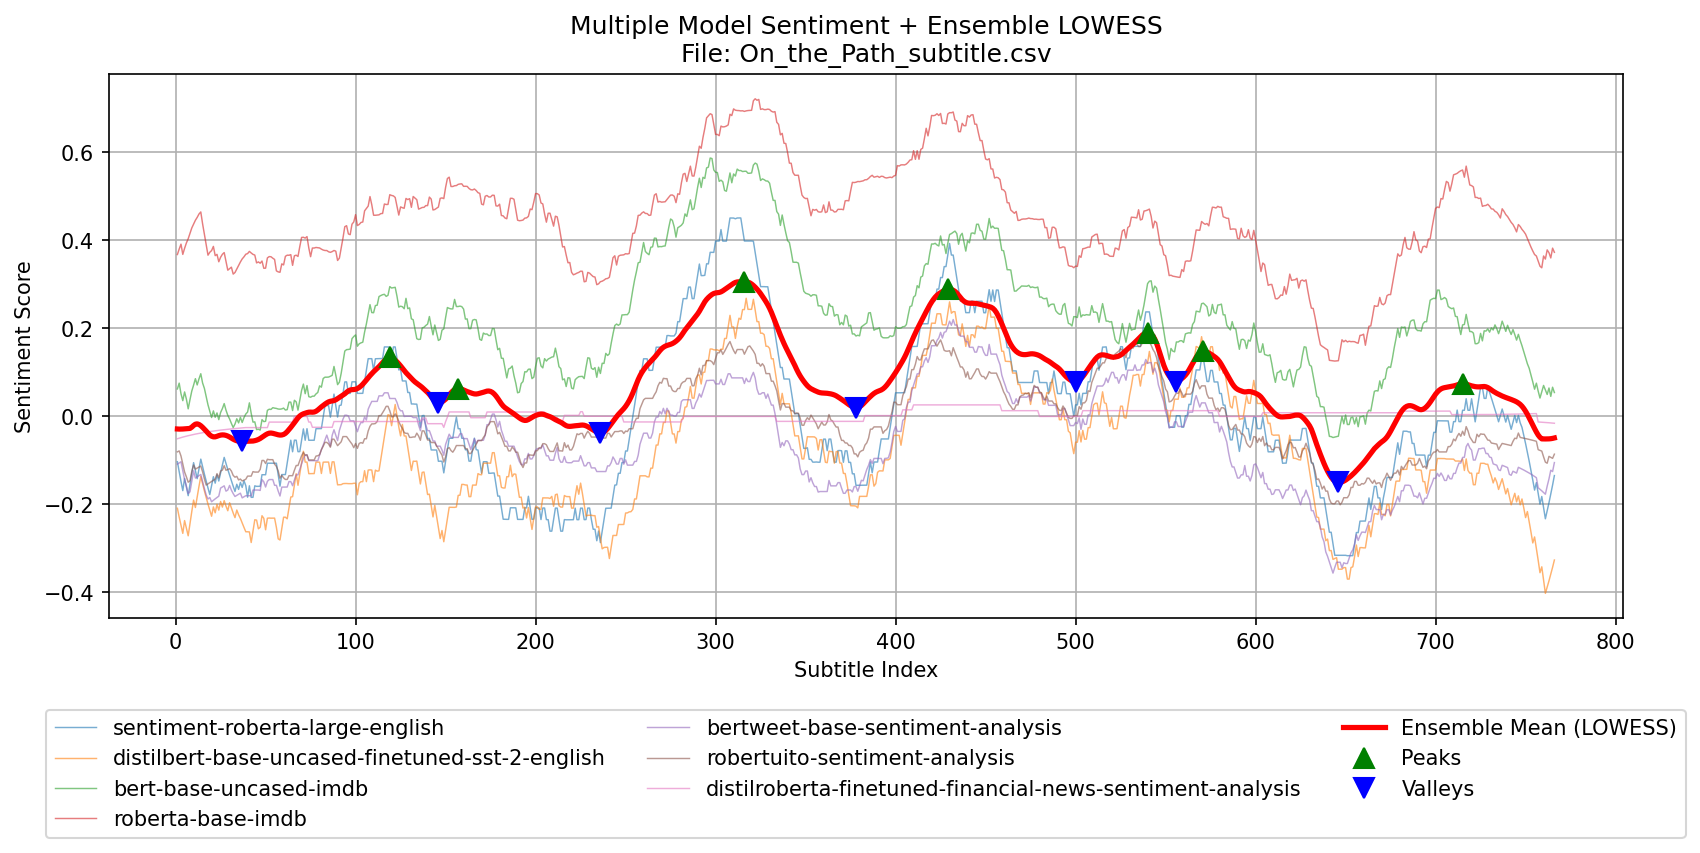 Multiple Model Sentiment + Ensemble LOWESS
File: On_the_Path_subtitle.csv
Sentiment Score
0.6
0.4
0.2
0.0
−0.2
−0.4
0 100 200 300 400 500 600 700 800
Subtitle Index
sentiment-roberta-large-english
distilbert-base-uncased-finetuned-sst-2-english
bert-base-uncased-imdb
roberta-base-imdb
bertweet-base-sentiment-analysis
robertuito-sentiment-analysis
distilroberta-finetuned-financial-news-sentiment-analysis
Ensemble Mean (LOWESS)
Peaks
Valleys